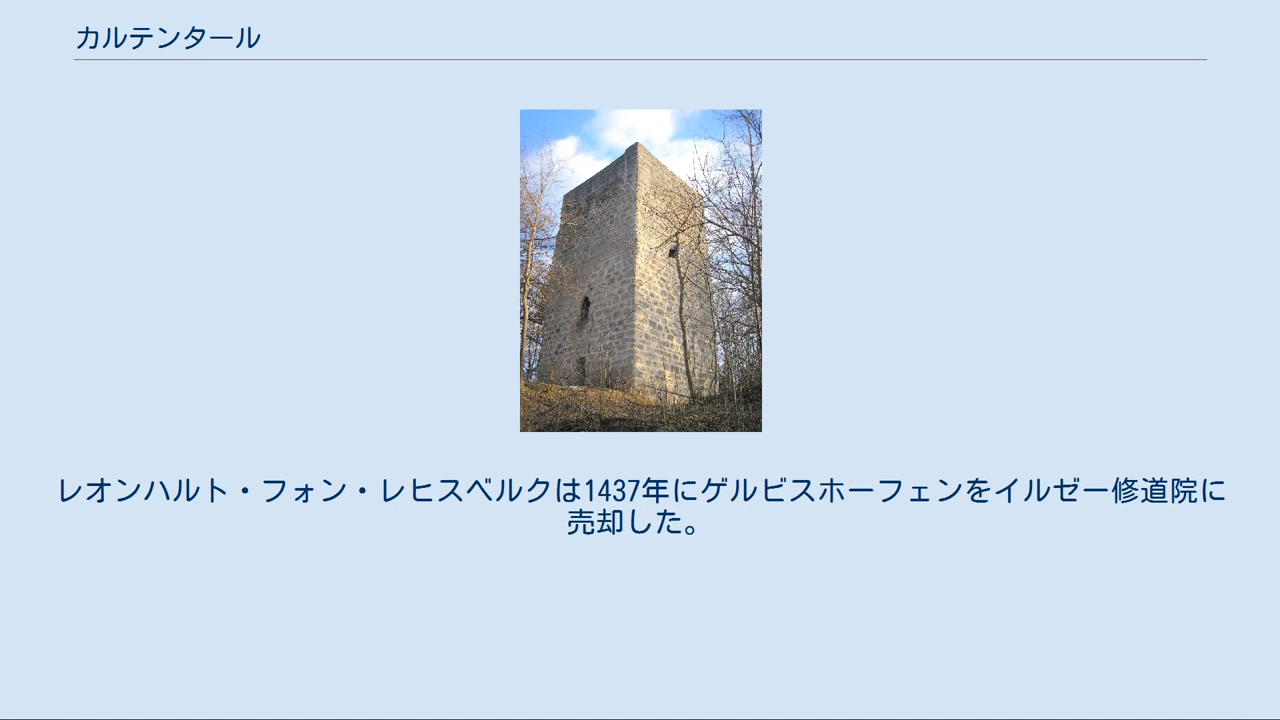 カルテンタール
レオンハルト・フォン・レヒスベルクは1437年にゲルビスホーフェンをイルゼー修道院に
売却した。